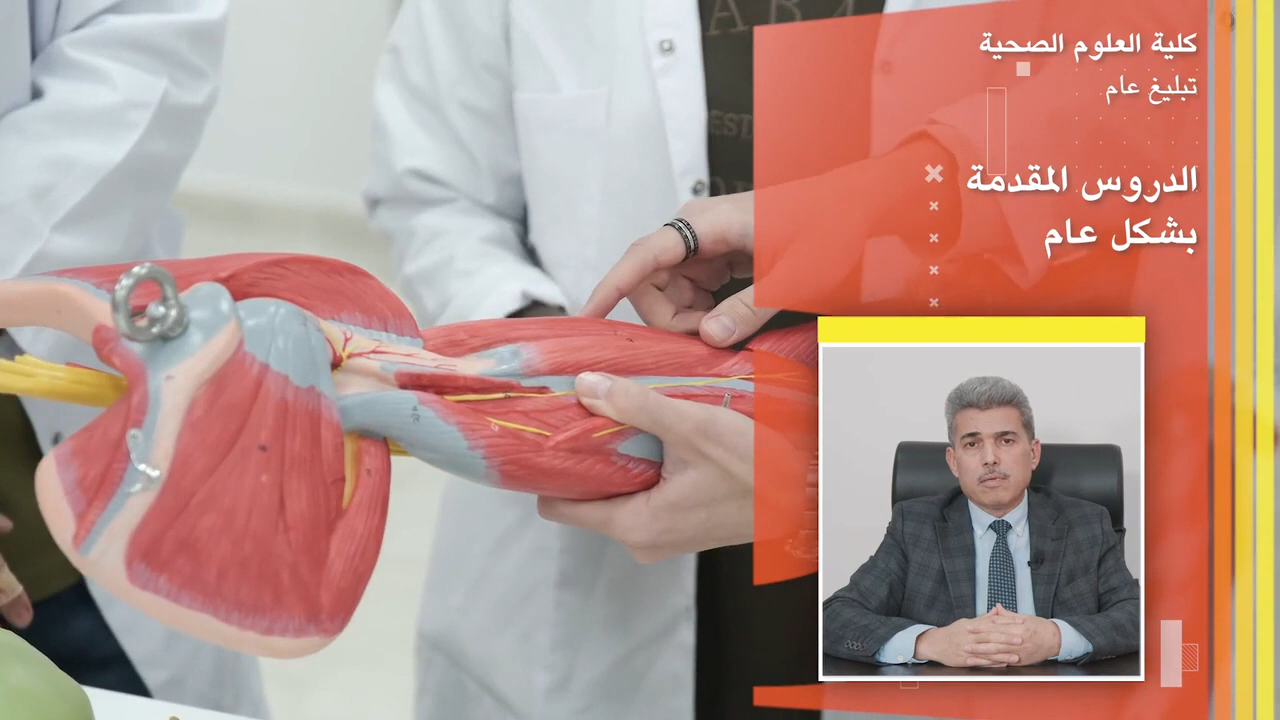 كلية العلوم الصحية
تبليغ عام
الدروس المقدمة
بشكل عام